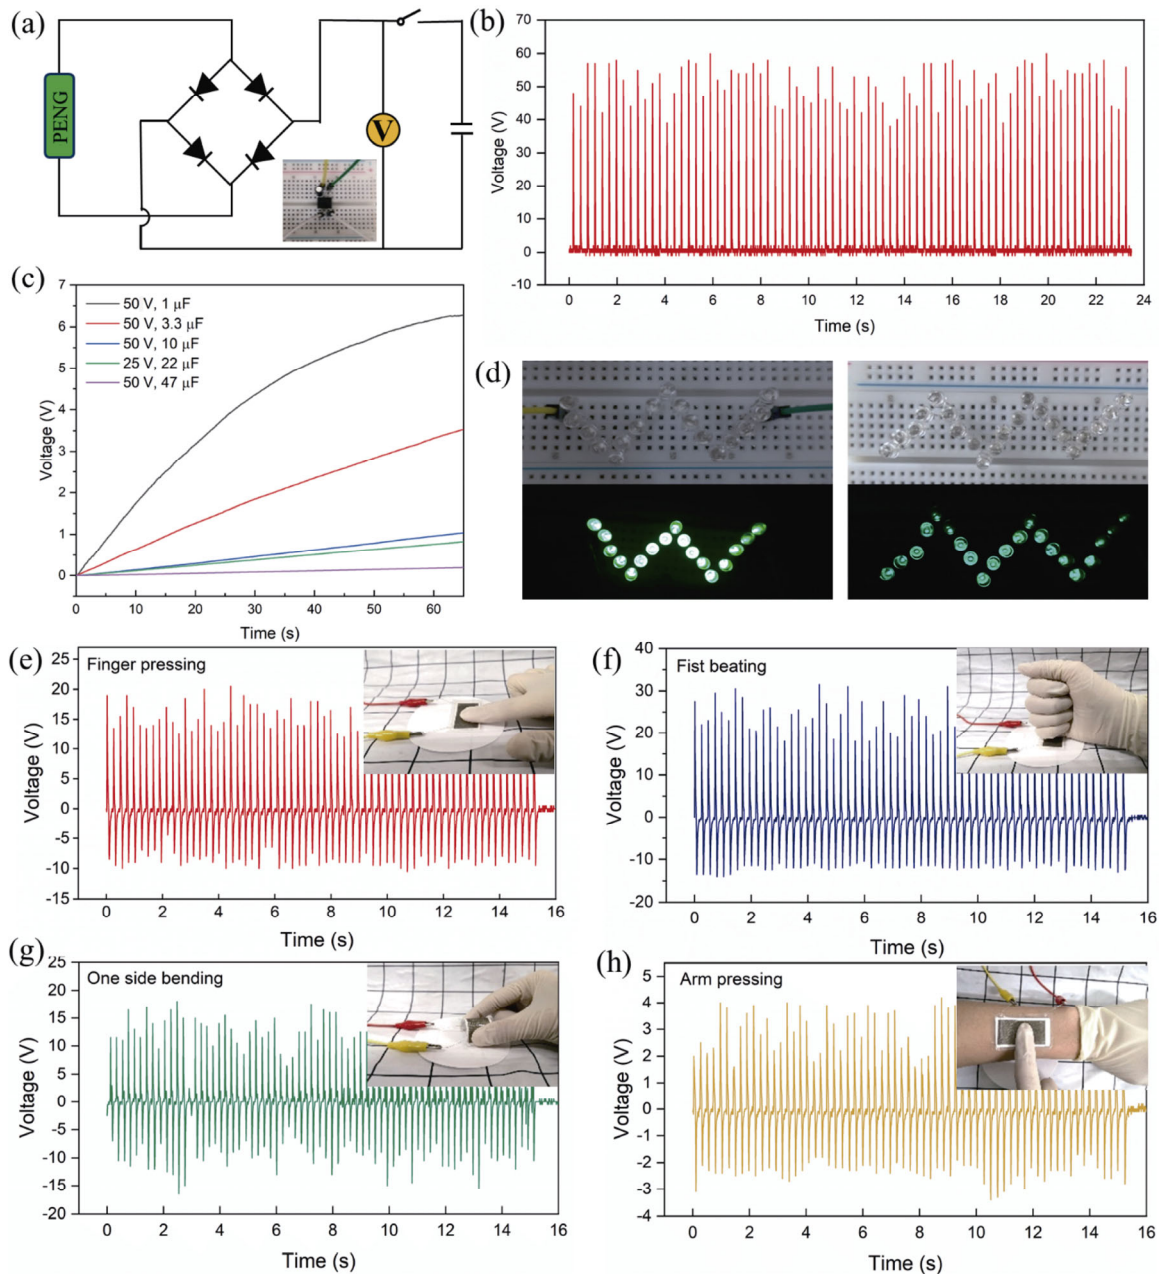 (a)
PENG
V
(b)
70
60
50
40
30
20
10
0
-10
Voltage (V)
0 2 4 6 8 10 12 14 16 18 20 22 24
Time (s)
(c)
7
6
5
4
3
2
1
0
Voltage (V)
50 V, 1 μF
50 V, 3.3 μF
50 V, 10 μF
25 V, 22 μF
50 V, 47 μF
0 10 20 30 40 50 60
Time (s)
(d)
(e)
Finger pressing
25
20
15
10
5
0
-5
-10
-15
Voltage (V)
0 2 4 6 8 10 12 14 16
Time (s)
(f)
Fist beating
40
30
20
10
0
-10
-20
Voltage (V)
0 2 4 6 8 10 12 14 16
Time (s)
(g)
One side bending
25
20
15
10
5
0
-5
-10
-15
-20
Voltage (V)
0 2 4 6 8 10 12 14 16
Time (s)
(h)
Arm pressing
5
4
3
2
1
0
-1
-2
-3
-4
Voltage (V)
0 2 4 6 8 10 12 14 16
Time (s)